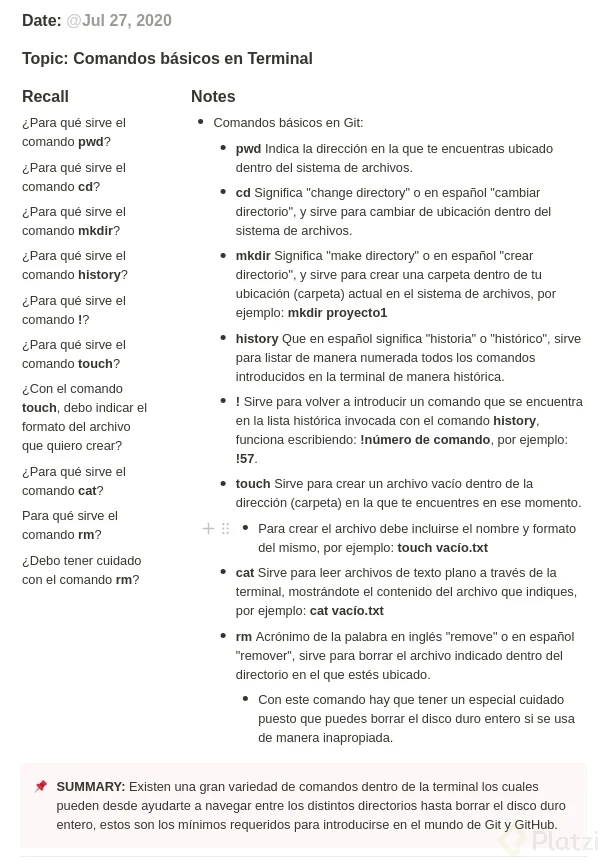 Date: @Jul 27, 2020
Topic: Comandos básicos en Terminal
Recall
¿Para qué sirve el
comando pwd?
¿Para qué sirve el
comando cd?
¿Para qué sirve el
comando mkdir?
¿Para qué sirve el
comando history?
¿Para qué sirve el
comando !?
¿Para qué sirve el
comando touch?
¿Con el comando
touch, debo indicar el
formato del archivo
que quiero crear?
¿Para qué sirve el
comando cat?
Para qué sirve el
comando rm?
¿Debo tener cuidado
con el comando rm?
Notes
• Comandos básicos en Git:
• pwd Indica la dirección en la que te encuentras ubicado
dentro del sistema de archivos.
• cd Significa "change directory" o en español "cambiar
directorio", y sirve para cambiar de ubicación dentro del
sistema de archivos.
• mkdir Significa "make directory" o en español "crear
directorio", y sirve para crear una carpeta dentro de tu
ubicación (carpeta) actual en el sistema de archivos, por
ejemplo: mkdir proyecto1
• history Que en español significa "historia" o "histórico", sirve
para listar de manera numerada todos los comandos
introducidos en la terminal de manera histórica.
• ! Sirve para volver a introducir un comando que se encuentra
en la lista histórica invocada con el comando history,
funciona escribiendo: !número de comando, por ejemplo:
!57.
• touch Sirve para crear un archivo vacío dentro de la
dirección (carpeta) en la que te encuentres en ese momento.
• Para crear el archivo debe incluirse el nombre y formato
del mismo, por ejemplo: touch vacío.txt
• cat Sirve para leer archivos de texto plano a través de la
terminal, mostrándote el contenido del archivo que indiques,
por ejemplo: cat vacío.txt
• rm Acrónimo de la palabra en inglés "remove" o en español
"remover", sirve para borrar el archivo indicado dentro del
directorio en el que estés ubicado.
• Con este comando hay que tener un especial cuidado
puesto que puedes borrar el disco duro entero si se usa
de manera inapropiada.
SUMMARY: Existen una gran variedad de comandos dentro de la terminal los cuales
pueden desde ayudarte a navegar entre los distintos directorios hasta borrar el disco duro
entero, estos son los mínimos requeridos para introducirse en el mundo de Git y GitHub.
Platzi